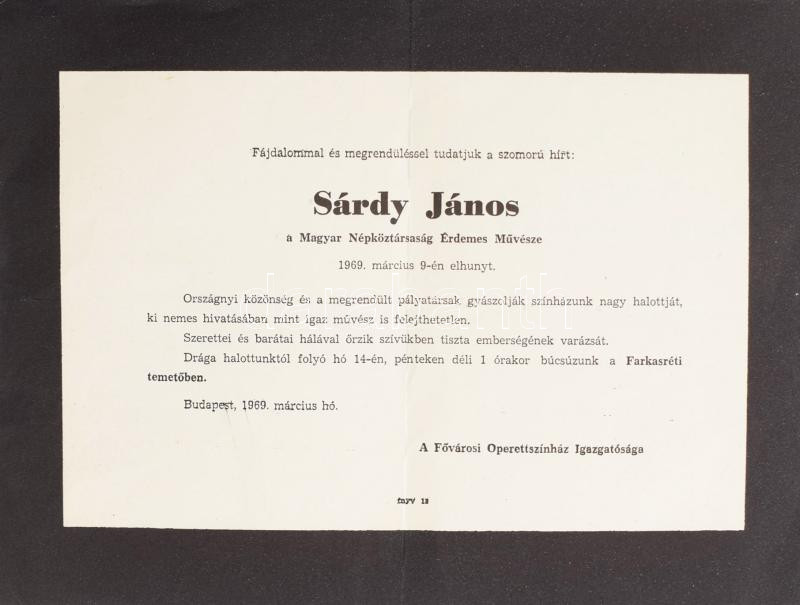 Fájdalommal és megrendüléssel tudatjuk a szomorú hírt:
Sárdy János
a Magyar Népköztársaság Érdemes Művésze
1969. március 9-én elhunyt.
Országnyi közönség és a megrendült pályatársak gyászolják színházunk nagy halottját,
ki nemes hivatásában mint igaz művész is felejthetetlen.
Szerettei és barátai hálával őrzik szívükben tiszta emberségének varázsát.
Drága halottunktól folyó hó 14-én, pénteken déli 1 órakor búcsúzunk a Farkasréti
temetőben.
Budapest, 1969. március hó.
A Fővárosi Operettszínház Igazgatósága